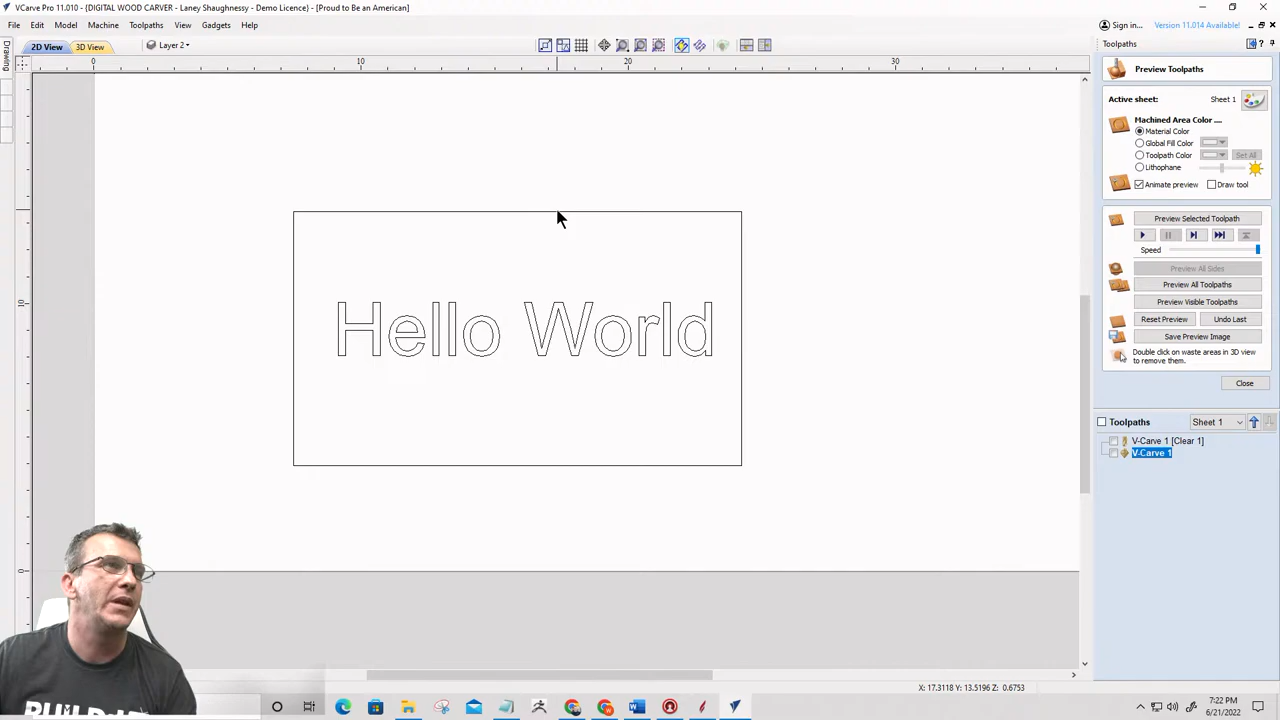 VCarve Pro 11.010 - {DIGITAL WOOD CARVER - Laney Shaughnessy - Demo Licence} - [Proud to Be an American]
File Edit Model Machine Toolpaths View Gadgets Help
Sign in... Version 11.014 Available!
2D View 3D View Layer 2
Toolpaths
Drawing
0 10 20 30
Preview Toolpaths
Active sheet: Sheet 1
Machined Area Color ....
Material Color
Global Fill Color
Toolpath Color Set All
Lithophane
Animate preview Draw tool
Preview Selected Toolpath
Speed
Preview All Sides
Preview All Toolpaths
Preview Visible Toolpaths
Reset Preview Undo Last
Save Preview Image
Double click on waste areas in 3D view
to remove them.
Close
Toolpaths Sheet 1
V-Carve 1 [Clear 1]
V-Carve 1
10
Hello World
0
X: 17.3118 Y: 13.5196 Z: 0.6753
7:22 PM
6/21/2022